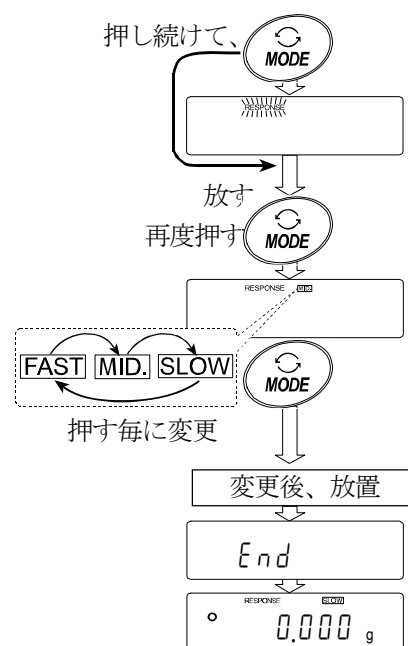 押し続けて、
MODE
RESPONSE
放す
再度押す
MODE
RESPONSE MID.
FAST MID. SLOW
MODE
押す毎に変更
変更後、放置
End
RESPONSE SLOW
0.000 g